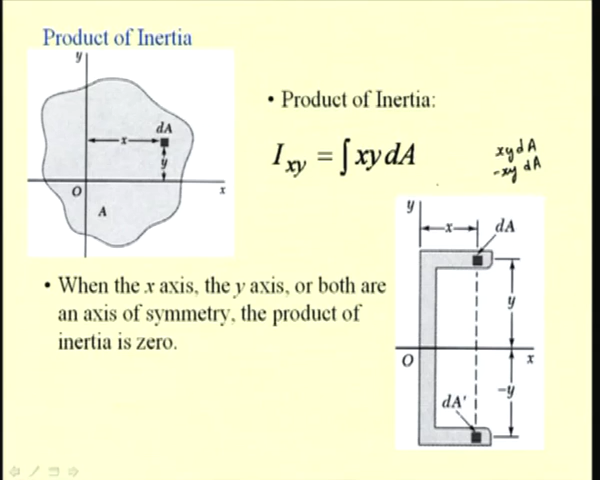 Product of Inertia
y
dA
x
y
O
x
A
• Product of Inertia:
I_xy = ∫ xy dA
xy dA
-xy dA
y
x
dA
y
O
x
-y
dA'
• When the x axis, the y axis, or both are
an axis of symmetry, the product of
inertia is zero.